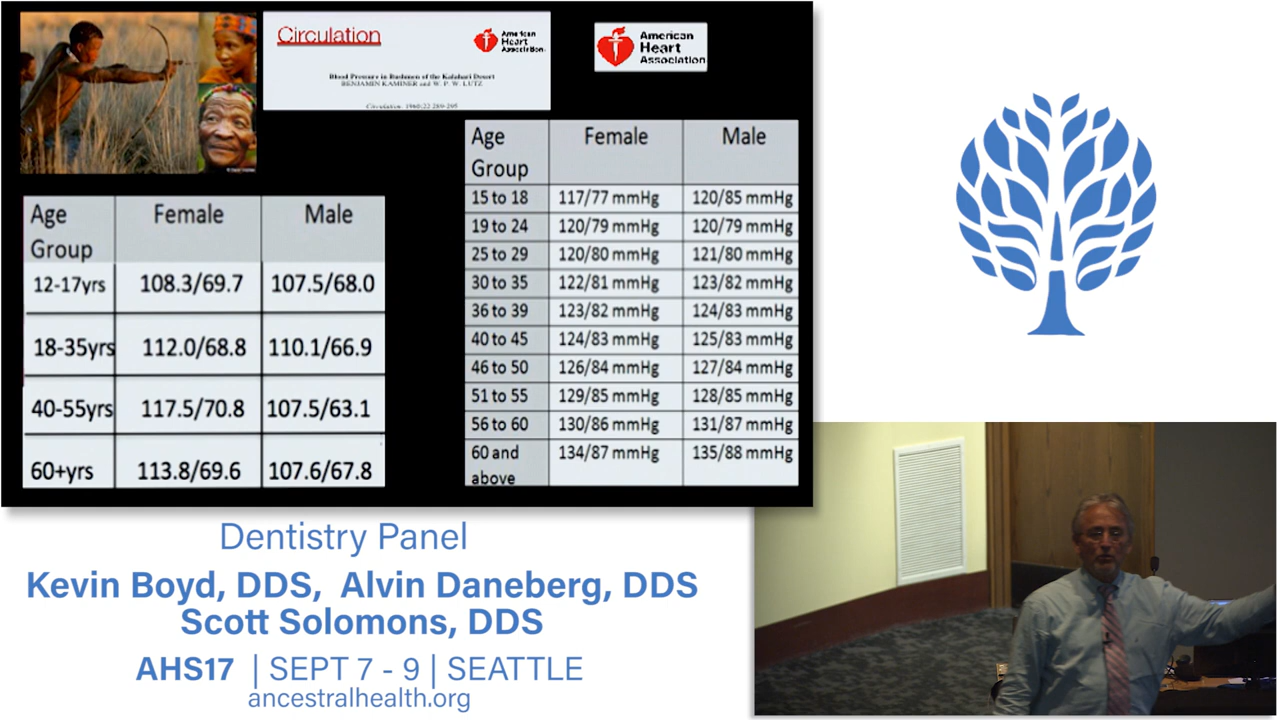 Circulation
American
Heart
Association
Blood Pressure in Bushmen of the Kalahari Desert
BENJAMIN KAMINER and W. P. W. LUTZ
Circulation. 1960;22:289-295
American
Heart
Association
Age Group Female Male
12-17yrs 108.3/69.7 107.5/68.0
18-35yrs 112.0/68.8 110.1/66.9
40-55yrs 117.5/70.8 107.5/63.1
60+yrs 113.8/69.6 107.6/67.8
Age Group Female Male
15 to 18 117/77 mmHg 120/85 mmHg
19 to 24 120/79 mmHg 120/79 mmHg
25 to 29 120/80 mmHg 121/80 mmHg
30 to 35 122/81 mmHg 123/82 mmHg
36 to 39 123/82 mmHg 124/83 mmHg
40 to 45 124/83 mmHg 125/83 mmHg
46 to 50 126/84 mmHg 127/84 mmHg
51 to 55 129/85 mmHg 128/85 mmHg
56 to 60 130/86 mmHg 131/87 mmHg
60 and above 134/87 mmHg 135/88 mmHg
Dentistry Panel
Kevin Boyd, DDS, Alvin Daneberg, DDS
Scott Solomons, DDS
AHS17 | SEPT 7 - 9 | SEATTLE
ancestralhealth.org